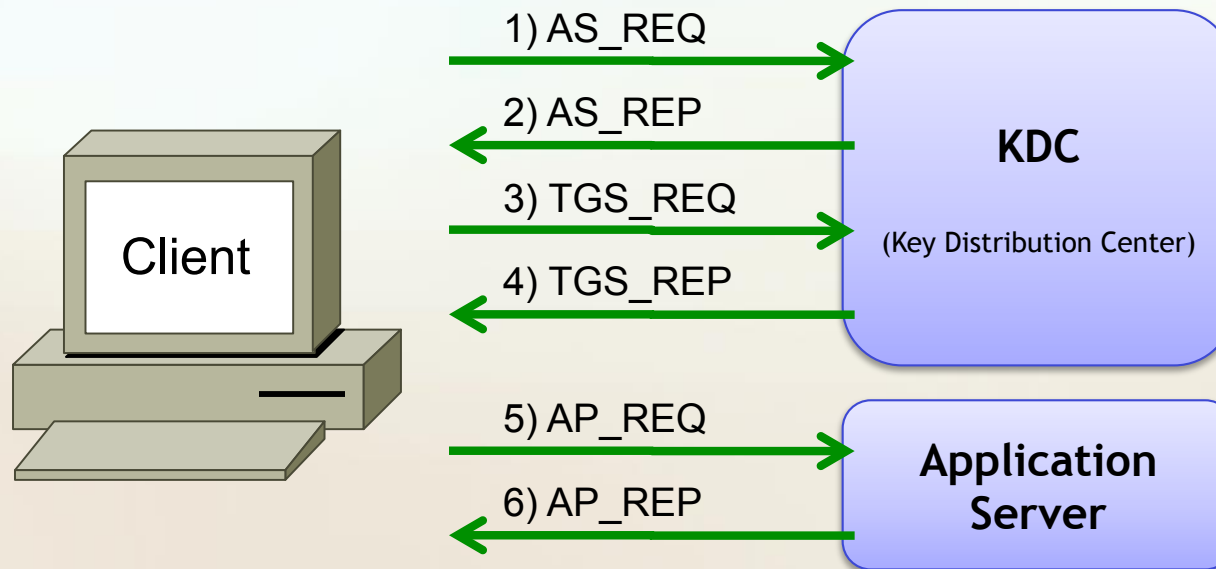 1) AS_REQ
2) AS_REP
3) TGS_REQ
4) TGS_REP
5) AP_REQ
6) AP_REP
Client
KDC
(Key Distribution Center)
Application
Server